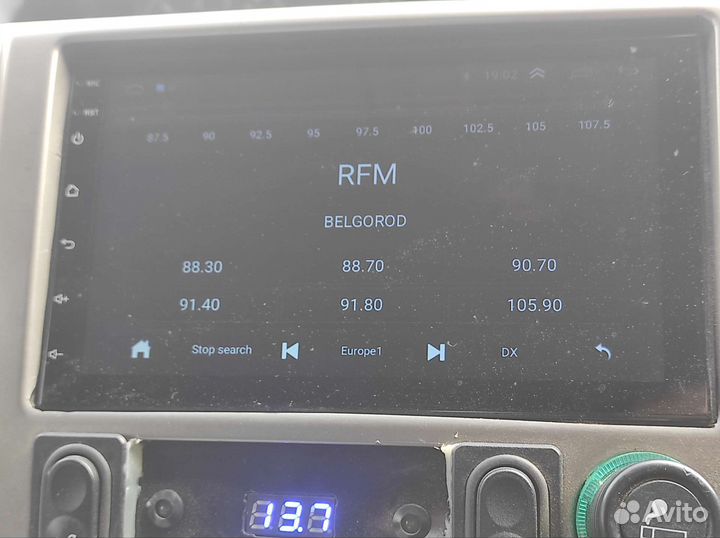 MIC
19:02
RST
87.5 90 92.5 95 97.5 100 102.5 105 107.5
RFM
BELGOROD
88.30 88.70 90.70
91.40 91.80 105.90
Stop search Europe1 DX
13.7
Avito